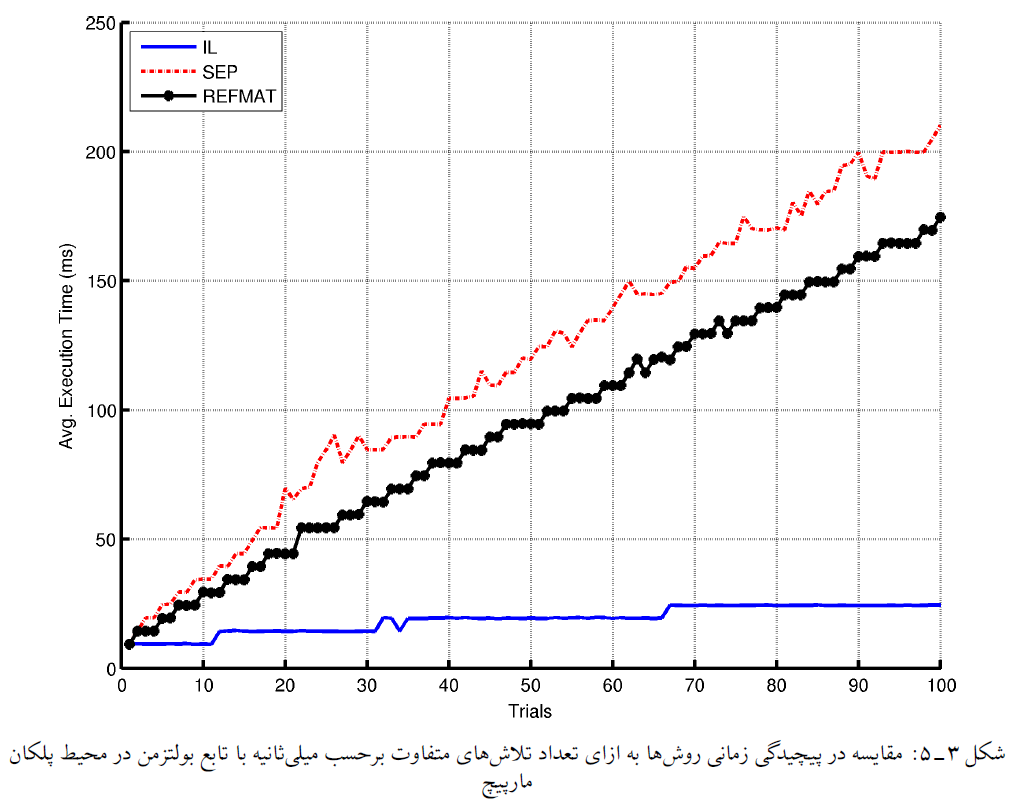 250
200
150
100
50
0
Avg. Execution Time (ms)
IL
SEP
REFMAT
0 10 20 30 40 50 60 70 80 90 100
Trials
شکل ۳ـ۵: مقایسه در پیچیدگی زمانی روش‌ها به ازای تعداد تلاش‌های متفاوت برحسب میلی‌ثانیه با تابع بولتزمن در محیط پلکان
مارپیچ